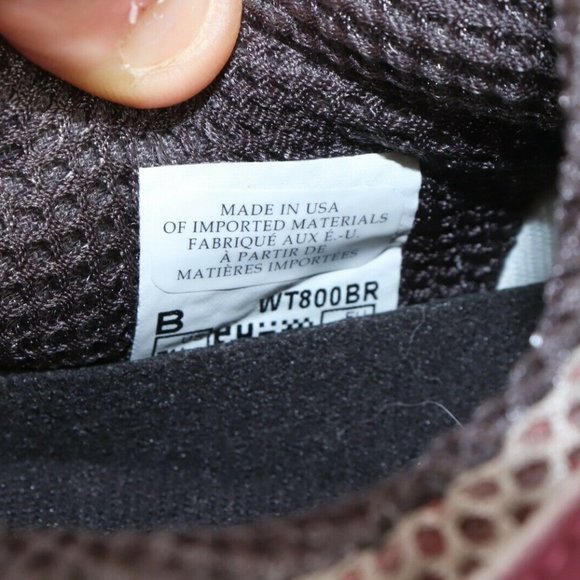 MADE IN USA
OF IMPORTED MATERIALS
FABRIQUÉ AUX É.-U.
À PARTIR DE
MATIÈRES IMPORTÉES
B WT800BR